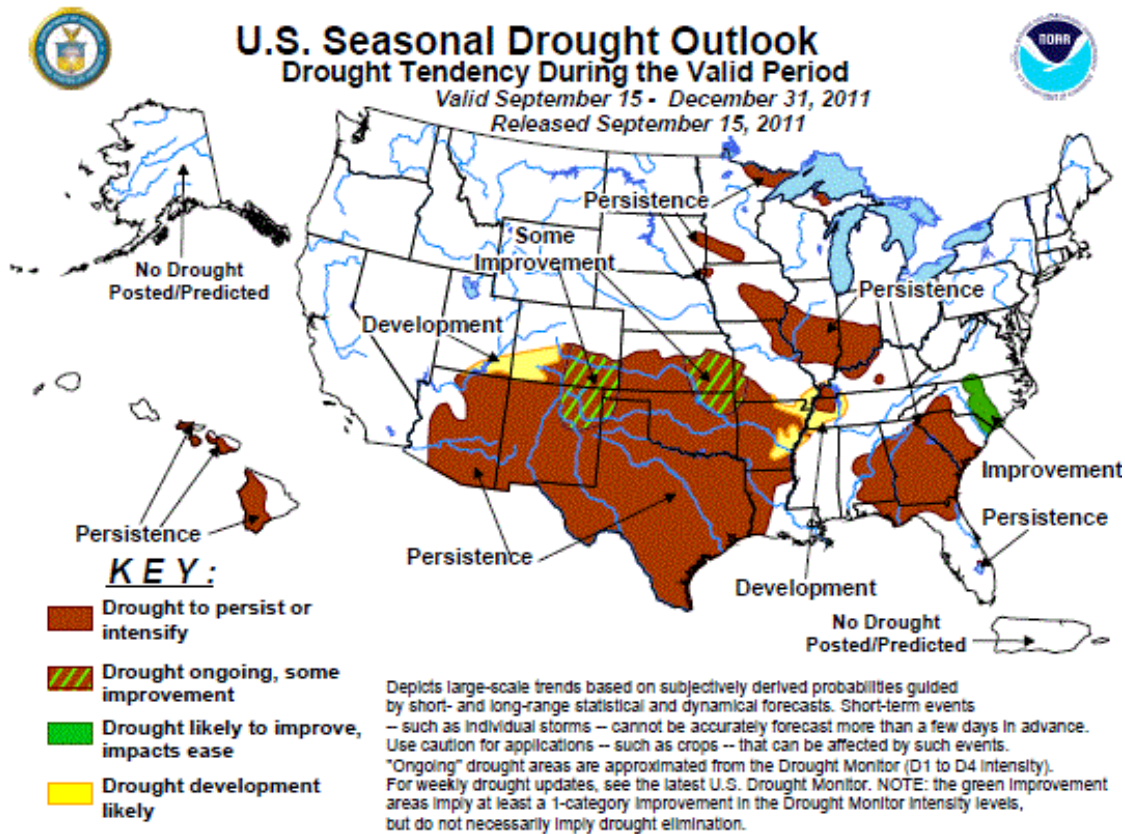 U.S. Seasonal Drought Outlook
Drought Tendency During the Valid Period
Valid September 15 - December 31, 2011
Released September 15, 2011
NOAA
No Drought
Posted/Predicted
Persistence
Some
Improvement
Persistence
Development
Improvement
Persistence
Persistence
Persistence
Development
No Drought
Posted/Predicted
KEY:
Drought to persist or
intensify
Drought ongoing, some
improvement
Drought likely to improve,
impacts ease
Drought development
likely
Depicts large-scale trends based on subjectively derived probabilities guided
by short- and long-range statistical and dynamical forecasts. Short-term events
-- such as individual storms -- cannot be accurately forecast more than a few days in advance.
Use caution for applications -- such as crops -- that can be affected by such events.
"Ongoing" drought areas are approximated from the Drought Monitor (D1 to D4 intensity).
For weekly drought updates, see the latest U.S. Drought Monitor. NOTE: the green improvement
areas imply at least a 1-category improvement in the Drought Monitor intensity levels,
but do not necessarily imply drought elimination.